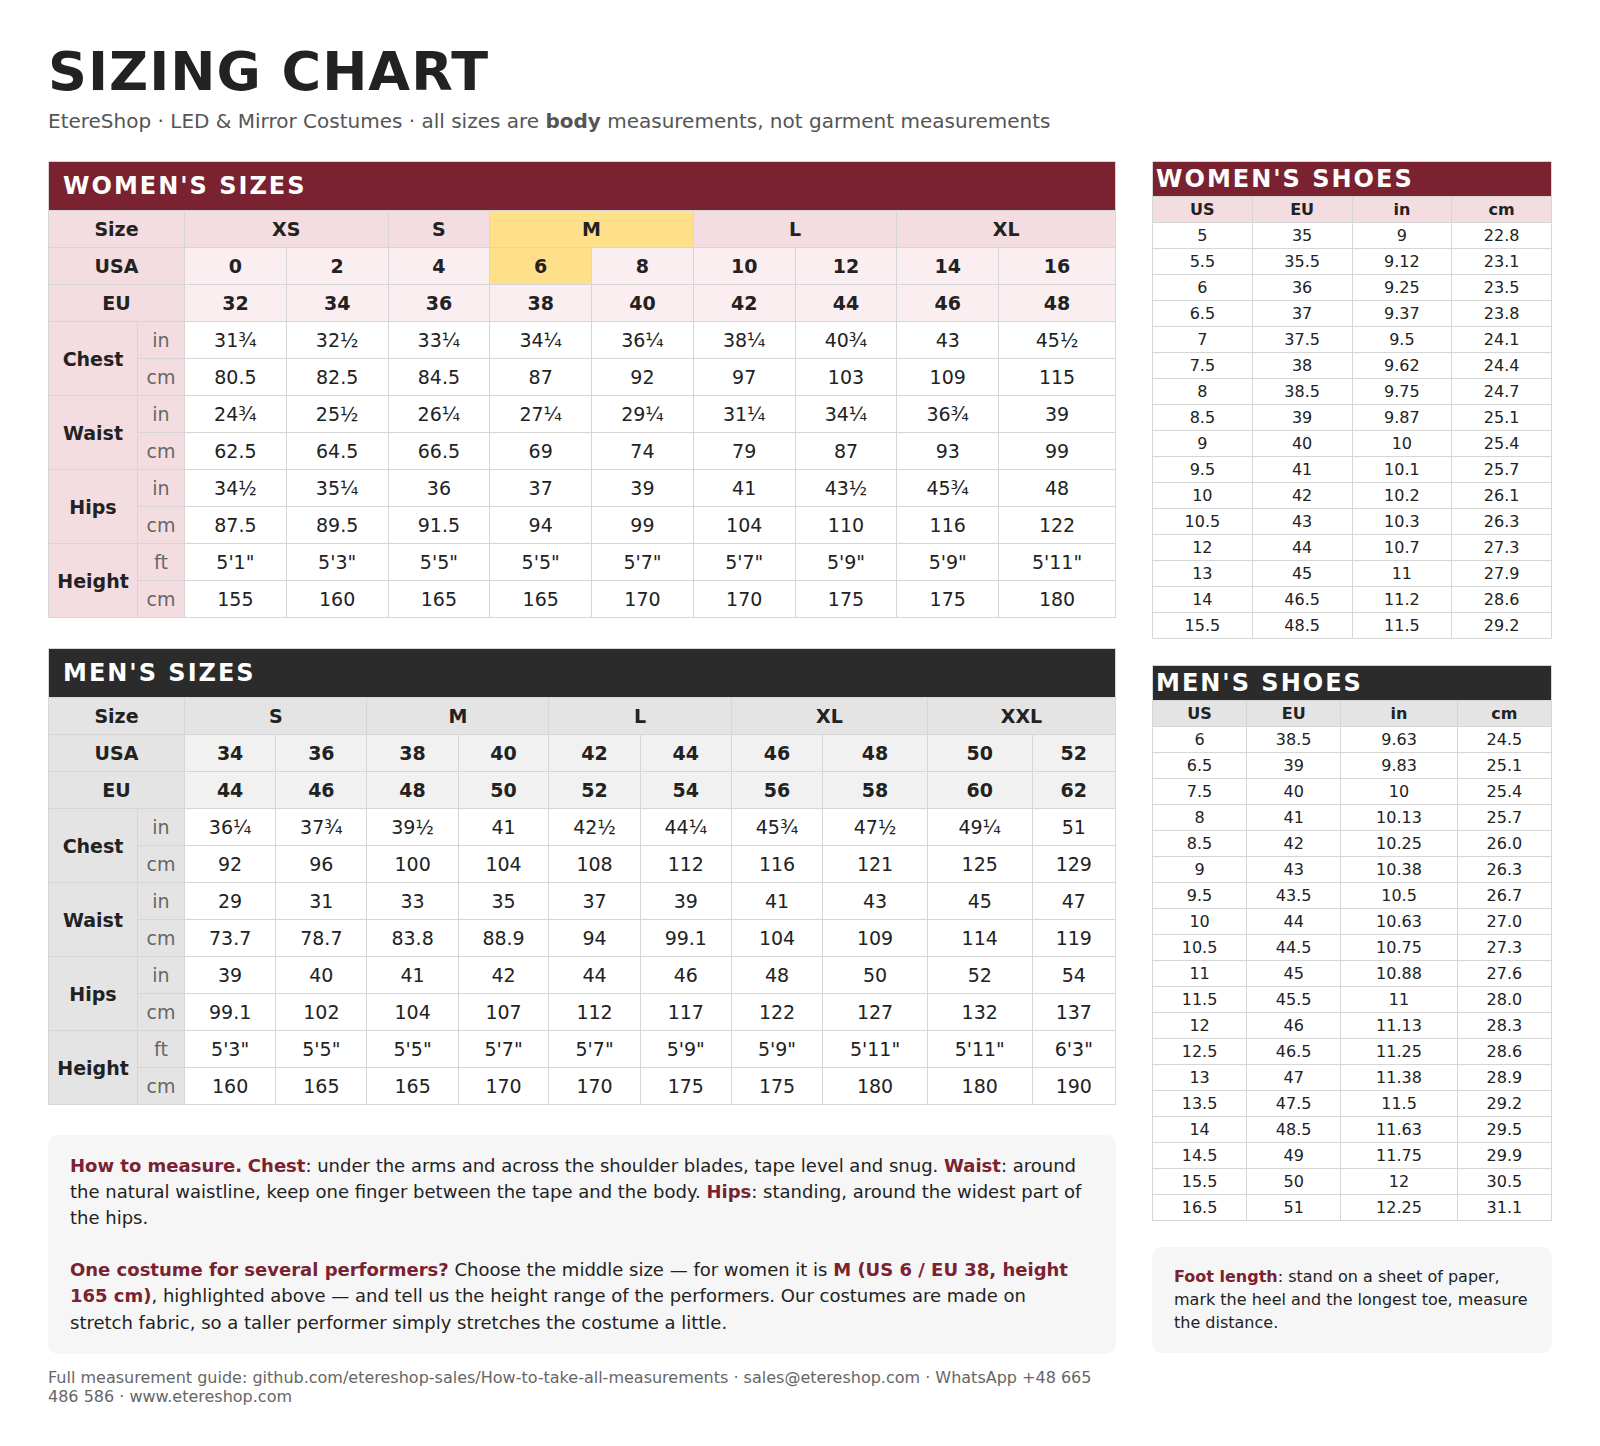 SIZING CHART
EtereShop · LED & Mirror Costumes · all sizes are body measurements, not garment measurements
WOMEN'S SIZES
Size XS S M L XL
USA 0 2 4 6 8 10 12 14 16
EU 32 34 36 38 40 42 44 46 48
Chest in 31¾ 32½ 33¼ 34¼ 36¼ 38¼ 40¾ 43 45½
cm 80.5 82.5 84.5 87 92 97 103 109 115
Waist in 24¾ 25½ 26¼ 27¼ 29¼ 31¼ 34¼ 36¾ 39
cm 62.5 64.5 66.5 69 74 79 87 93 99
Hips in 34½ 35¼ 36 37 39 41 43½ 45¾ 48
cm 87.5 89.5 91.5 94 99 104 110 116 122
Height ft 5'1" 5'3" 5'5" 5'5" 5'7" 5'7" 5'9" 5'9" 5'11"
cm 155 160 165 165 170 170 175 175 180
MEN'S SIZES
Size S M L XL XXL
USA 34 36 38 40 42 44 46 48 50 52
EU 44 46 48 50 52 54 56 58 60 62
Chest in 36¼ 37¾ 39½ 41 42½ 44¼ 45¾ 47½ 49¼ 51
cm 92 96 100 104 108 112 116 121 125 129
Waist in 29 31 33 35 37 39 41 43 45 47
cm 73.7 78.7 83.8 88.9 94 99.1 104 109 114 119
Hips in 39 40 41 42 44 46 48 50 52 54
cm 99.1 102 104 107 112 117 122 127 132 137
Height ft 5'3" 5'5" 5'5" 5'7" 5'7" 5'9" 5'9" 5'11" 5'11" 6'3"
cm 160 165 165 170 170 175 175 180 180 190
How to measure. Chest: under the arms and across the shoulder blades, tape level and snug. Waist: around
the natural waistline, keep one finger between the tape and the body. Hips: standing, around the widest part of
the hips.
One costume for several performers? Choose the middle size — for women it is M (US 6 / EU 38, height
165 cm), highlighted above — and tell us the height range of the performers. Our costumes are made on
stretch fabric, so a taller performer simply stretches the costume a little.
Full measurement guide: github.com/etereshop-sales/How-to-take-all-measurements · sales@etereshop.com · WhatsApp +48 665
486 586 · www.etereshop.com
WOMEN'S SHOES
US EU in cm
5 35 9 22.8
5.5 35.5 9.12 23.1
6 36 9.25 23.5
6.5 37 9.37 23.8
7 37.5 9.5 24.1
7.5 38 9.62 24.4
8 38.5 9.75 24.7
8.5 39 9.87 25.1
9 40 10 25.4
9.5 41 10.1 25.7
10 42 10.2 26.1
10.5 43 10.3 26.3
12 44 10.7 27.3
13 45 11 27.9
14 46.5 11.2 28.6
15.5 48.5 11.5 29.2
MEN'S SHOES
US EU in cm
6 38.5 9.63 24.5
6.5 39 9.83 25.1
7.5 40 10 25.4
8 41 10.13 25.7
8.5 42 10.25 26.0
9 43 10.38 26.3
9.5 43.5 10.5 26.7
10 44 10.63 27.0
10.5 44.5 10.75 27.3
11 45 10.88 27.6
11.5 45.5 11 28.0
12 46 11.13 28.3
12.5 46.5 11.25 28.6
13 47 11.38 28.9
13.5 47.5 11.5 29.2
14 48.5 11.63 29.5
14.5 49 11.75 29.9
15.5 50 12 30.5
16.5 51 12.25 31.1
Foot length: stand on a sheet of paper,
mark the heel and the longest toe, measure
the distance.